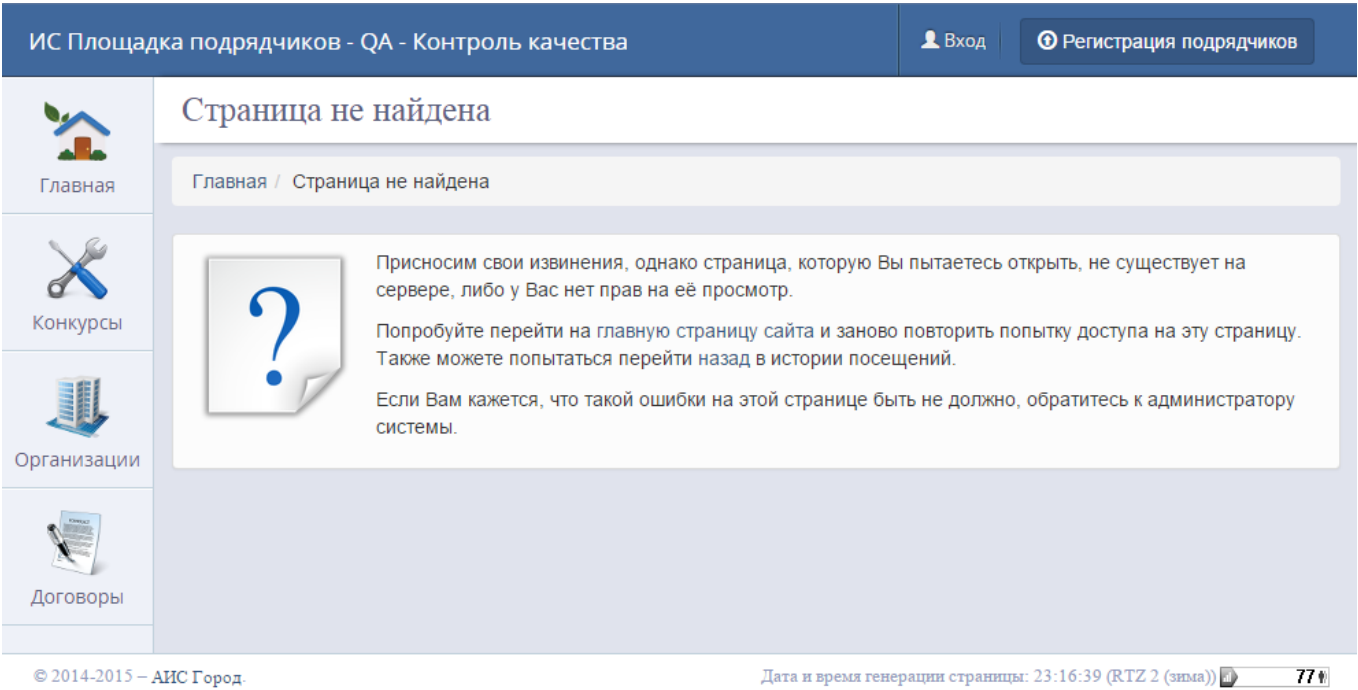 ИС Площадка подрядчиков - QA - Контроль качества
Вход
Регистрация подрядчиков
Главная
Конкурсы
Организации
Договоры
Страница не найдена
Главная / Страница не найдена
?
Присносим свои извинения, однако страница, которую Вы пытаетесь открыть, не существует на
сервере, либо у Вас нет прав на её просмотр.
Попробуйте перейти на главную страницу сайта и заново повторить попытку доступа на эту страницу.
Также можете попытаться перейти назад в истории посещений.
Если Вам кажется, что такой ошибки на этой странице быть не должно, обратитесь к администратору
системы.
© 2014-2015 – АИС Город.
Дата и время генерации страницы: 23:16:39 (RTZ 2 (зима))
77